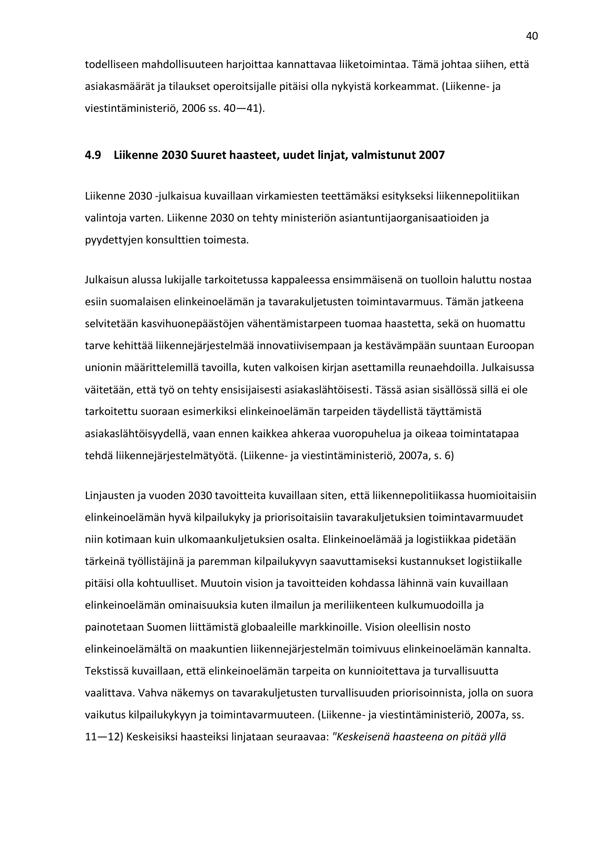 40
todelliseen mahdollisuuteen harjoittaa kannattavaa liiketoimintaa. Tämä johtaa siihen, että
asiakasmäärät ja tilaukset operoitsijalle pitäisi olla nykyistä korkeammat. (Liikenne- ja
viestintäministeriö, 2006 ss. 40—41).
4.9 Liikenne 2030 Suuret haasteet, uudet linjat, valmistunut 2007
Liikenne 2030 -julkaisua kuvaillaan virkamiesten teettämäksi esitykseksi liikennepolitiikan
valintoja varten. Liikenne 2030 on tehty ministeriön asiantuntijaorganisaatioiden ja
pyydettyjen konsulttien toimesta.
Julkaisun alussa lukijalle tarkoitetussa kappaleessa ensimmäisenä on tuolloin haluttu nostaa
esiin suomalaisen elinkeinoelämän ja tavarakuljetusten toimintavarmuus. Tämän jatkeena
selvitetään kasvihuonepäästöjen vähentämistarpeen tuomaa haastetta, sekä on huomattu
tarve kehittää liikennejärjestelmää innovatiivisempaan ja kestävämpään suuntaan Euroopan
unionin määrittelemillä tavoilla, kuten valkoisen kirjan asettamilla reunaehdoilla. Julkaisussa
väitetään, että työ on tehty ensisijaisesti asiakaslähtöisesti. Tässä asian sisällössä sillä ei ole
tarkoitettu suoraan esimerkiksi elinkeinoelämän tarpeiden täydellistä täyttämistä
asiakaslähtöisyydellä, vaan ennen kaikkea ahkeraa vuoropuhelua ja oikeaa toimintatapaa
tehdä liikennejärjestelmätyötä. (Liikenne- ja viestintäministeriö, 2007a, s. 6)
Linjausten ja vuoden 2030 tavoitteita kuvaillaan siten, että liikennepolitiikassa huomioitaisiin
elinkeinoelämän hyvä kilpailukyky ja priorisoitaisiin tavarakuljetuksien toimintavarmuudet
niin kotimaan kuin ulkomaankuljetuksien osalta. Elinkeinoelämää ja logistiikkaa pidetään
tärkeinä työllistäjinä ja paremman kilpailukyvyn saavuttamiseksi kustannukset logistiikalle
pitäisi olla kohtuulliset. Muutoin vision ja tavoitteiden kohdassa lähinnä vain kuvaillaan
elinkeinoelämän ominaisuuksia kuten ilmailun ja meriliikenteen kulkumuodoilla ja
painotetaan Suomen liittämistä globaaleille markkinoille. Vision oleellisin nosto
elinkeinoelämältä on maakuntien liikennejärjestelmän toimivuus elinkeinoelämän kannalta.
Tekstissä kuvaillaan, että elinkeinoelämän tarpeita on kunnioitettava ja turvallisuutta
vaalittava. Vahva näkemys on tavarakuljetusten turvallisuuden priorisoinnista, jolla on suora
vaikutus kilpailukykyyn ja toimintavarmuuteen. (Liikenne- ja viestintäministeriö, 2007a, ss.
11—12) Keskeisiksi haasteiksi linjataan seuraavaa: "Keskeisenä haasteena on pitää yllä